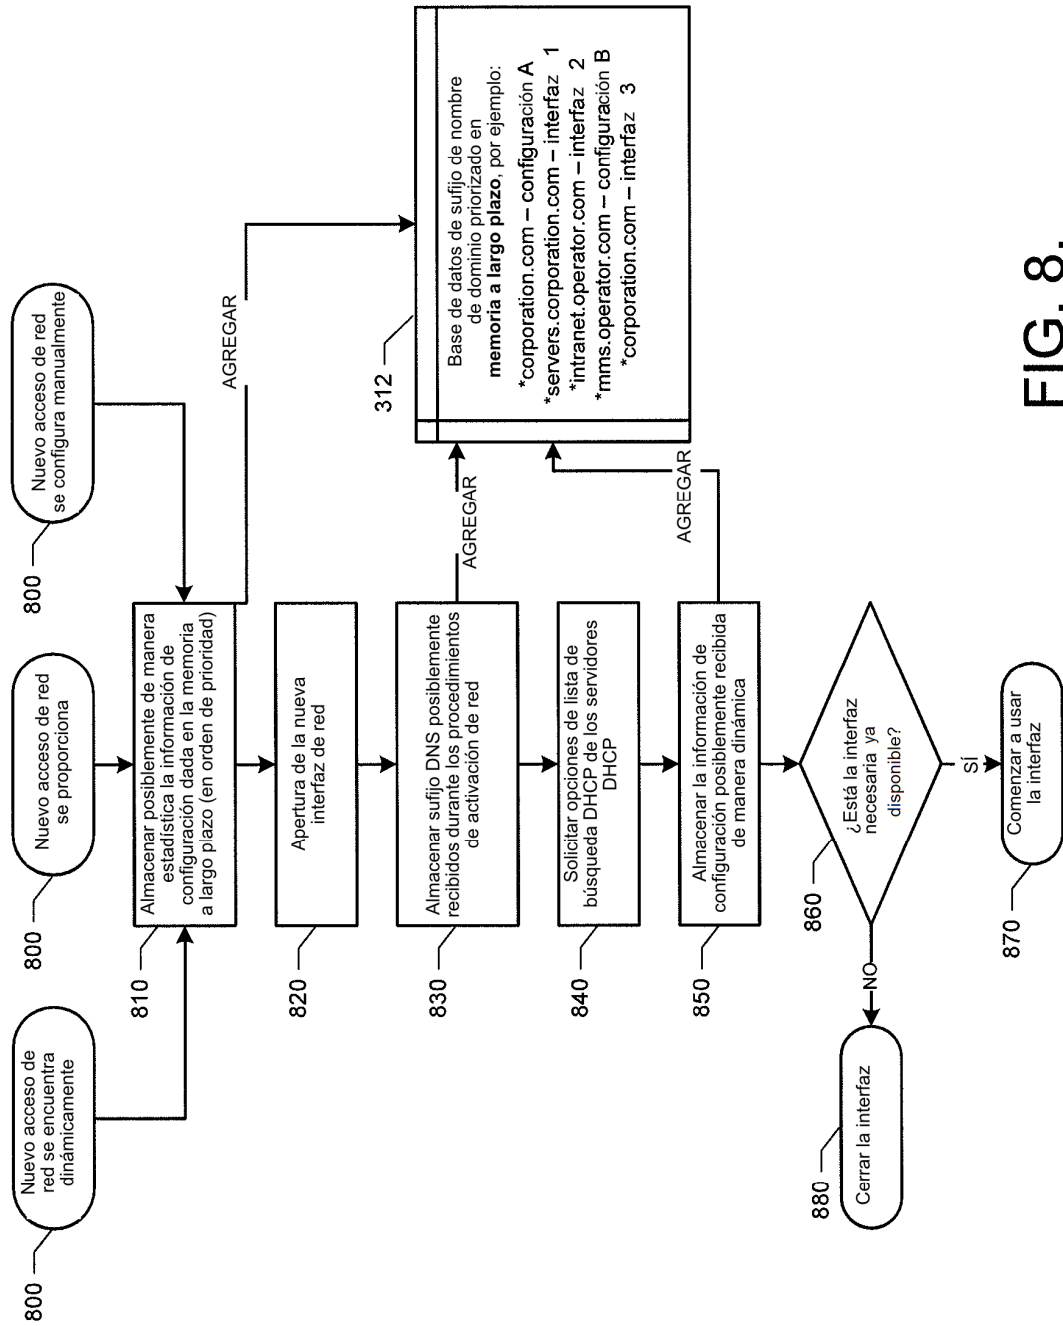 800
Nuevo acceso de
red se encuentra
dinámicamente
800
Nuevo acceso de red
se proporciona
800
Nuevo acceso de red
se configura manualmente
810
Almacenar posiblemente de manera
estadística la información de
configuración dada en la memoria
a largo plazo (en orden de prioridad)
AGREGAR
820
Apertura de la nueva
interfaz de red
830
Almacenar sufijo DNS posiblemente
recibidos durante los procedimientos
de activación de red
AGREGAR
840
Solicitar opciones de lista de
búsqueda DHCP de los servidores
DHCP
850
Almacenar la información de
configuración posiblemente recibida
de manera dinámica
AGREGAR
312
Base de datos de sufijo de nombre
de dominio priorizado en
memoria a largo plazo, por ejemplo:
*corporation.com – configuración A
*servers.corporation.com – interfaz 1
*intranet.operator.com – interfaz 2
*mms.operator.com – configuración B
*corporation.com – interfaz 3
860
¿Está la interfaz
necesaria ya
disponible?
NO
SÍ
880
Cerrar la interfaz
870
Comenzar a usar
la interfaz
FIG. 8.